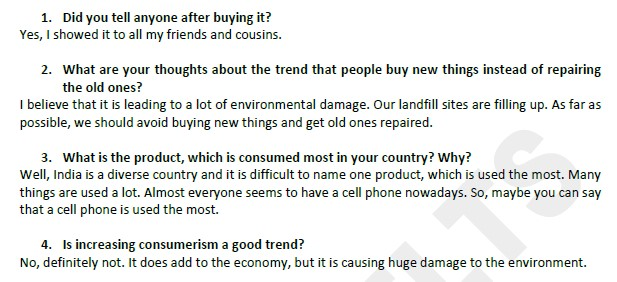 1. Did you tell anyone after buying it?
Yes, I showed it to all my friends and cousins.
2. What are your thoughts about the trend that people buy new things instead of repairing
the old ones?
I believe that it is leading to a lot of environmental damage. Our landfill sites are filling up. As far as
possible, we should avoid buying new things and get old ones repaired.
3. What is the product, which is consumed most in your country? Why?
Well, India is a diverse country and it is difficult to name one product, which is used the most. Many
things are used a lot. Almost everyone seems to have a cell phone nowadays. So, maybe you can say
that a cell phone is used the most.
4. Is increasing consumerism a good trend?
No, definitely not. It does add to the economy, but it is causing huge damage to the environment.
LTS